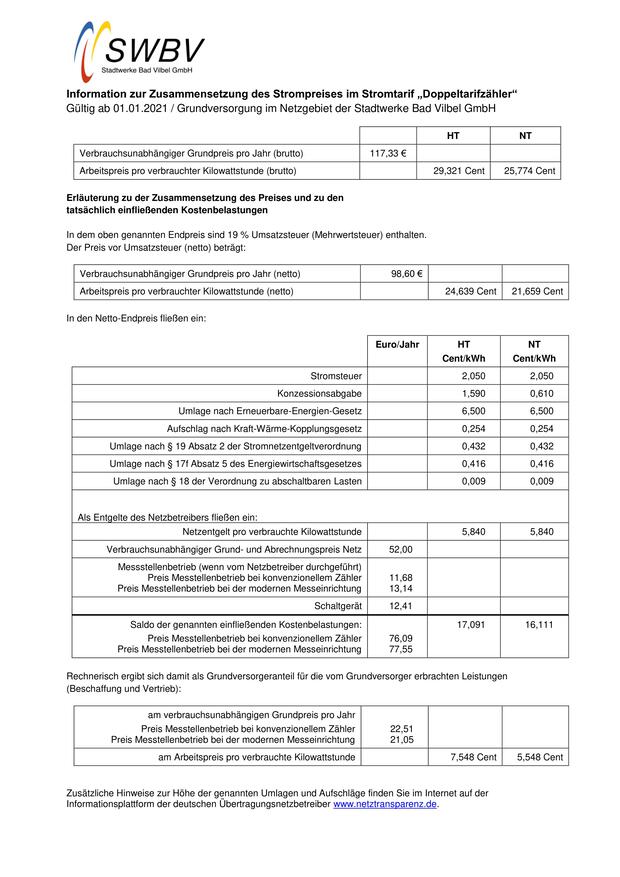 SWBV
Stadtwerke Bad Vilbel GmbH
Information zur Zusammensetzung des Strompreises im Stromtarif „Doppeltarifzähler“
Gültig ab 01.01.2021 / Grundversorgung im Netzgebiet der Stadtwerke Bad Vilbel GmbH
HT NT
Verbrauchsunabhängiger Grundpreis pro Jahr (brutto) 117,33 €
Arbeitspreis pro verbrauchter Kilowattstunde (brutto) 29,321 Cent 25,774 Cent
Erläuterung zu der Zusammensetzung des Preises und zu den
tatsächlich einfließenden Kostenbelastungen
In dem oben genannten Endpreis sind 19 % Umsatzsteuer (Mehrwertsteuer) enthalten.
Der Preis vor Umsatzsteuer (netto) beträgt:
Verbrauchsunabhängiger Grundpreis pro Jahr (netto) 98,60 €
Arbeitspreis pro verbrauchter Kilowattstunde (netto) 24,639 Cent 21,659 Cent
In den Netto-Endpreis fließen ein:
Euro/Jahr HT NT
Cent/kWh Cent/kWh
Stromsteuer 2,050 2,050
Konzessionsabgabe 1,590 0,610
Umlage nach Erneuerbare-Energien-Gesetz 6,500 6,500
Aufschlag nach Kraft-Wärme-Kopplungsgesetz 0,254 0,254
Umlage nach § 19 Absatz 2 der Stromnetzentgeltverordnung 0,432 0,432
Umlage nach § 17f Absatz 5 des Energiewirtschaftsgesetzes 0,416 0,416
Umlage nach § 18 der Verordnung zu abschaltbaren Lasten 0,009 0,009
Als Entgelte des Netzbetreibers fließen ein:
Netzentgelt pro verbrauchte Kilowattstunde 5,840 5,840
Verbrauchsunabhängiger Grund- und Abrechnungspreis Netz 52,00
Messstellenbetrieb (wenn vom Netzbetreiber durchgeführt)
Preis Messstellenbetrieb bei konvenzionellem Zähler 11,68
Preis Messstellenbetrieb bei der modernen Messeinrichtung 13,14
Schaltgerät 12,41
Saldo der genannten einfließenden Kostenbelastungen: 17,091 16,111
Preis Messstellenbetrieb bei konvenzionellem Zähler 76,09
Preis Messstellenbetrieb bei der modernen Messeinrichtung 77,55
Rechnerisch ergibt sich damit als Grundversorgeranteil für die vom Grundversorger erbrachten Leistungen
(Beschaffung und Vertrieb):
am verbrauchsunabhängigen Grundpreis pro Jahr
Preis Messstellenbetrieb bei konvenzionellem Zähler 22,51
Preis Messstellenbetrieb bei der modernen Messeinrichtung 21,05
am Arbeitspreis pro verbrauchte Kilowattstunde 7,548 Cent 5,548 Cent
Zusätzliche Hinweise zur Höhe der genannten Umlagen und Aufschläge finden Sie im Internet auf der
Informationsplattform der deutschen Übertragungsnetzbetreiber www.netztransparenz.de.